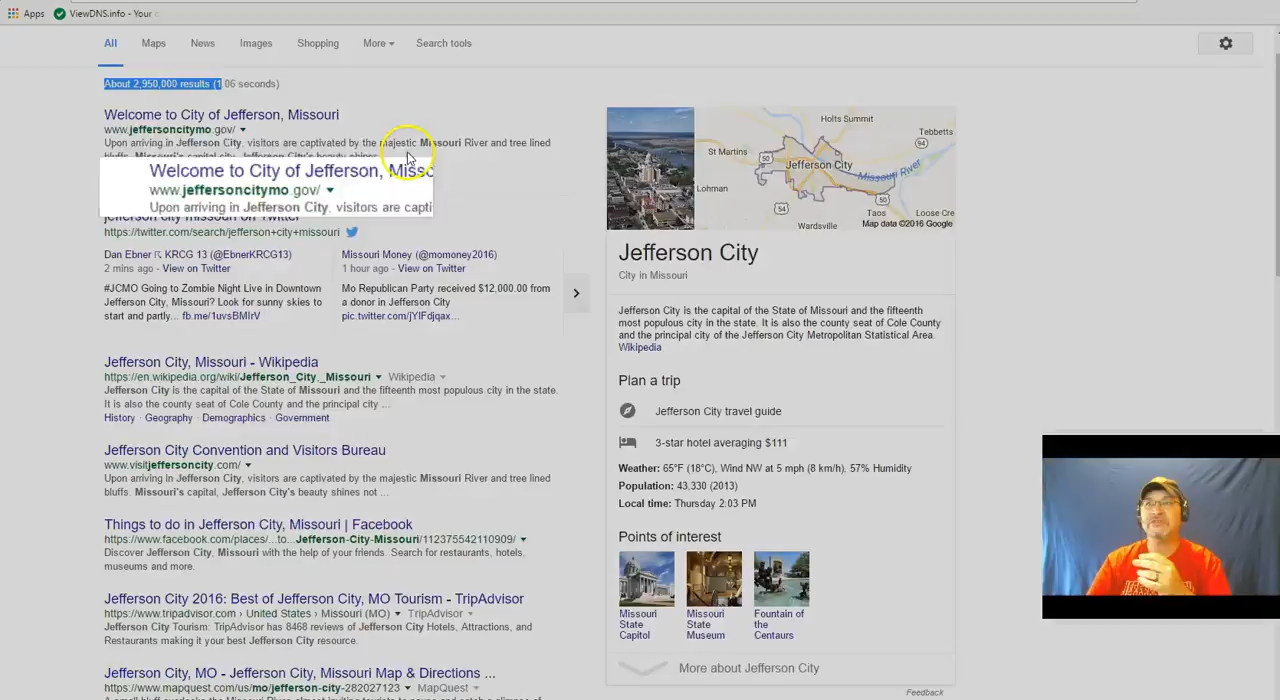 Apps ViewDNS.info - Your
All Maps News Images Shopping More Search tools
About 2,950,000 results (1.06 seconds)
Welcome to City of Jefferson, Missouri
www.jeffersoncitymo.gov/
Upon arriving in Jefferson City, visitors are captivated by the majestic Missouri River and tree lined
bluffs. Missouri's capital city, Jefferson City's beauty shines
Welcome to City of Jefferson, Misso
www.jeffersoncitymo.gov/
Upon arriving in Jefferson City, visitors are capti
jefferson city missouri on Twitter
https://twitter.com/search/jefferson+city+missouri
Dan Ebner KRCG 13 (@EbnerKRCG13)
2 mins ago - View on Twitter
#JCMO Going to Zombie Night Live in Downtown
Jefferson City, Missouri? Look for sunny skies to
start and partly... fb.me/1uvsBMIrV
Missouri Money (@momoney2016)
1 hour ago - View on Twitter
Mo Republican Party received $12,000.00 from
a donor in Jefferson City
pic.twitter.com/jYlFdjqax...
Jefferson City, Missouri - Wikipedia
https://en.wikipedia.org/wiki/Jefferson_City,_Missouri Wikipedia
Jefferson City is the capital of the State of Missouri and the fifteenth most populous city in the state.
It is also the county seat of Cole County and the principal city ...
History · Geography · Demographics · Government
Jefferson City Convention and Visitors Bureau
www.visitjeffersoncity.com/
Upon arriving in Jefferson City, visitors are captivated by the majestic Missouri River and tree lined
bluffs. Missouri's capital, Jefferson City's beauty shines not ...
Things to do in Jefferson City, Missouri | Facebook
https://www.facebook.com/places/...to...Jefferson-City-Missouri/112375542110909/
Discover Jefferson City, Missouri with the help of your friends. Search for restaurants, hotels,
museums and more.
Jefferson City 2016: Best of Jefferson City, MO Tourism - TripAdvisor
https://www.tripadvisor.com › United States › Missouri (MO) TripAdvisor
Jefferson City Tourism: TripAdvisor has 8468 reviews of Jefferson City Hotels, Attractions, and
Restaurants making it your best Jefferson City resource.
Jefferson City, MO - Jefferson City, Missouri Map & Directions ...
https://www.mapquest.com/us/mo/jefferson-city-282027123 MapQuest
Holts Summit
Tebbetts
94
St Martins
50
Jefferson City
Missouri River
Lohman
50
54
Taos
Loose Cre
Wardsville
Map data ©2016 Google
Jefferson City
City in Missouri
Jefferson City is the capital of the State of Missouri and the fifteenth
most populous city in the state. It is also the county seat of Cole County
and the principal city of the Jefferson City Metropolitan Statistical Area.
Wikipedia
Plan a trip
Jefferson City travel guide
3-star hotel averaging $111
Weather: 65°F (18°C), Wind NW at 5 mph (8 km/h), 57% Humidity
Population: 43,330 (2013)
Local time: Thursday 2:03 PM
Points of interest
Missouri
State
Capitol
Missouri
State
Museum
Fountain of
the
Centaurs
More about Jefferson City
Feedback